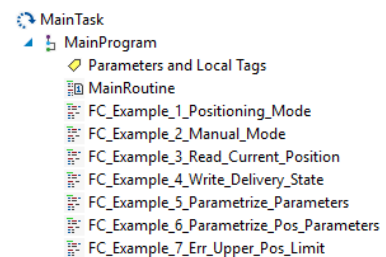 MainTask
MainProgram
Parameters and Local Tags
MainRoutine
FC_Example_1_Positioning_Mode
FC_Example_2_Manual_Mode
FC_Example_3_Read_Current_Position
FC_Example_4_Write_Delivery_State
FC_Example_5_Parametrize_Parameters
FC_Example_6_Parametrize_Pos_Parameters
FC_Example_7_Err_Upper_Pos_Limit